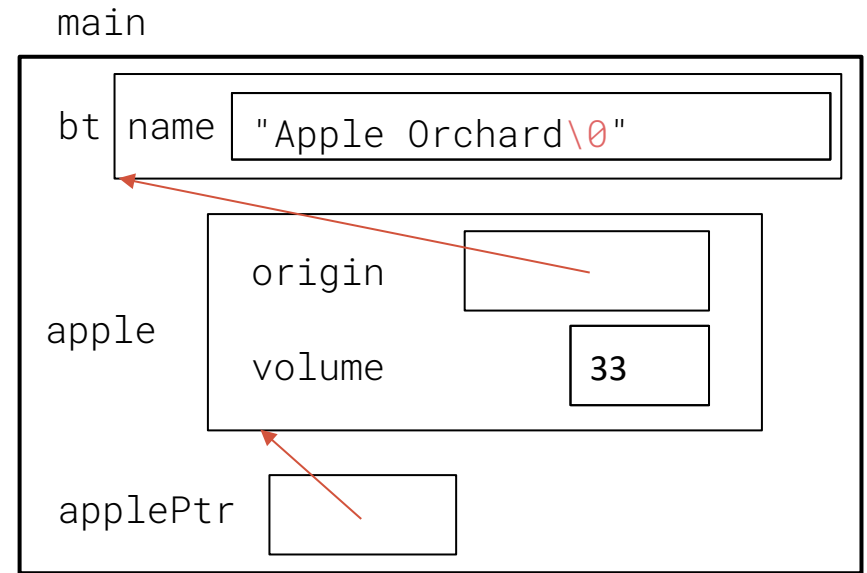 main
bt name "Apple Orchard\0"
origin
apple
volume 33
applePtr